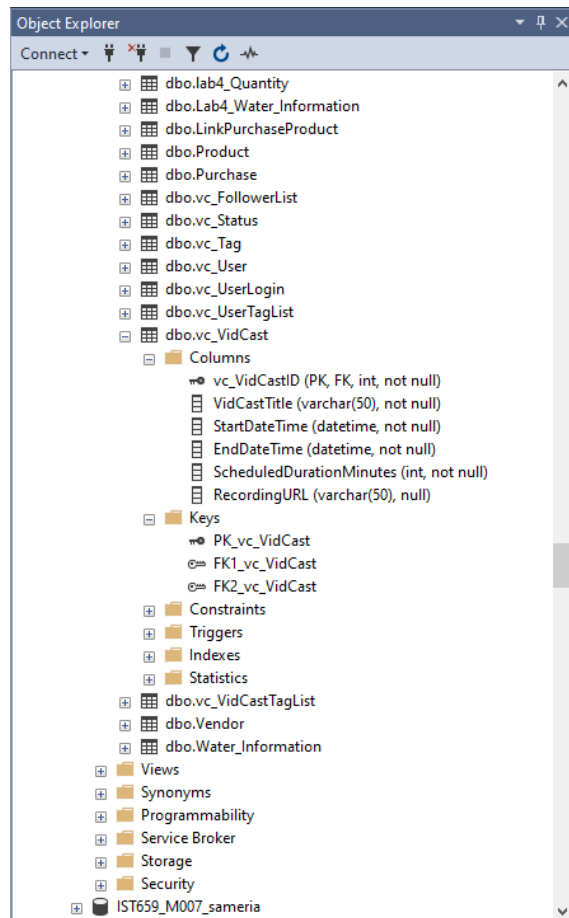 Object Explorer
Connect
dbo.lab4_Quantity
dbo.Lab4_Water_Information
dbo.LinkPurchaseProduct
dbo.Product
dbo.Purchase
dbo.vc_FollowerList
dbo.vc_Status
dbo.vc_Tag
dbo.vc_User
dbo.vc_UserLogin
dbo.vc_UserTagList
dbo.vc_VidCast
Columns
vc_VidCastID (PK, FK, int, not null)
VidCastTitle (varchar(50), not null)
StartDateTime (datetime, not null)
EndDateTime (datetime, not null)
ScheduledDurationMinutes (int, not null)
RecordingURL (varchar(50), null)
Keys
PK_vc_VidCast
FK1_vc_VidCast
FK2_vc_VidCast
Constraints
Triggers
Indexes
Statistics
dbo.vc_VidCastTagList
dbo.Vendor
dbo.Water_Information
Views
Synonyms
Programmability
Service Broker
Storage
Security
IST659_M007_sameria